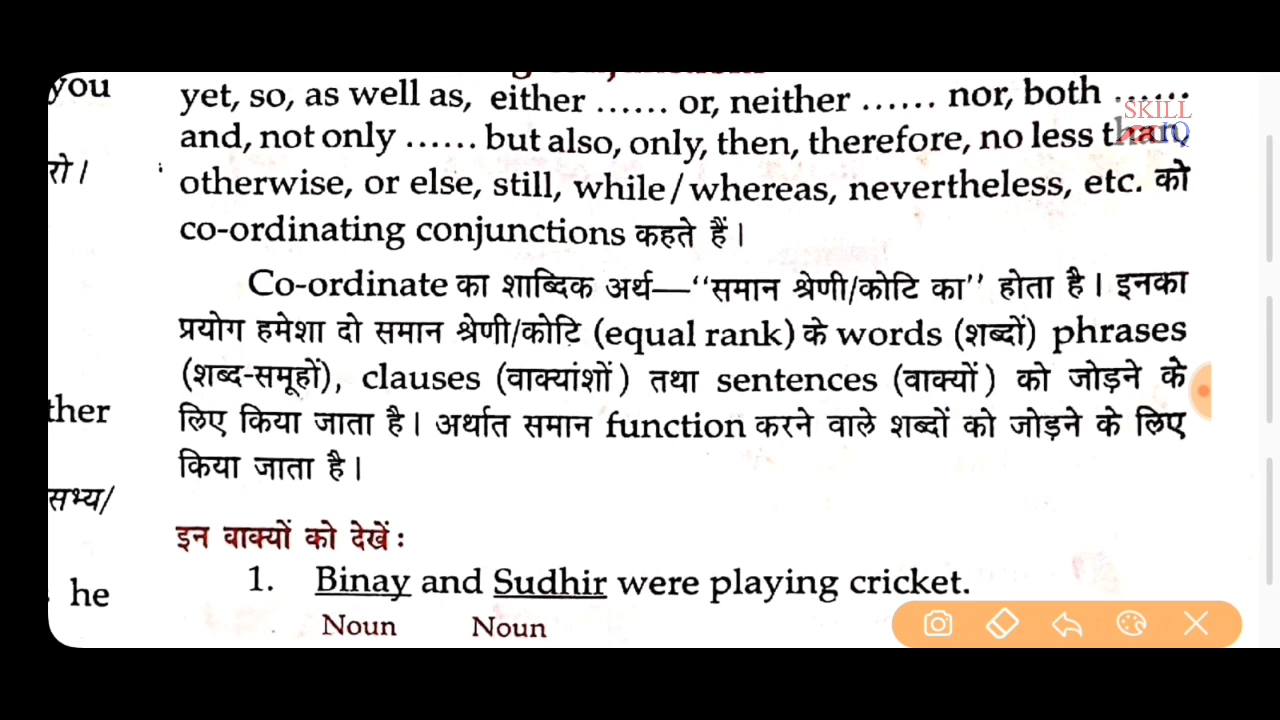 you
yet, so, as well as, either ...... or, neither ...... nor, both ......
SKILL
IQ
and, not only ...... but also, only, then, therefore, no less than,
रो।
otherwise, or else, still, while/whereas, nevertheless, etc. को
co-ordinating conjunctions कहते हैं।
Co-ordinate का शाब्दिक अर्थ—“समान श्रेणी/कोटि का” होता है। इनका
प्रयोग हमेशा दो समान श्रेणी/कोटि (equal rank) के words (शब्दों) phrases
(शब्द-समूहों), clauses (वाक्यांशों) तथा sentences (वाक्यों) को जोड़ने के
ther
लिए किया जाता है। अर्थात समान function करने वाले शब्दों को जोड़ने के लिए
किया जाता है।
सभ्य/
इन वाक्यों को देखें:
he
1. Binay and Sudhir were playing cricket.
Noun Noun